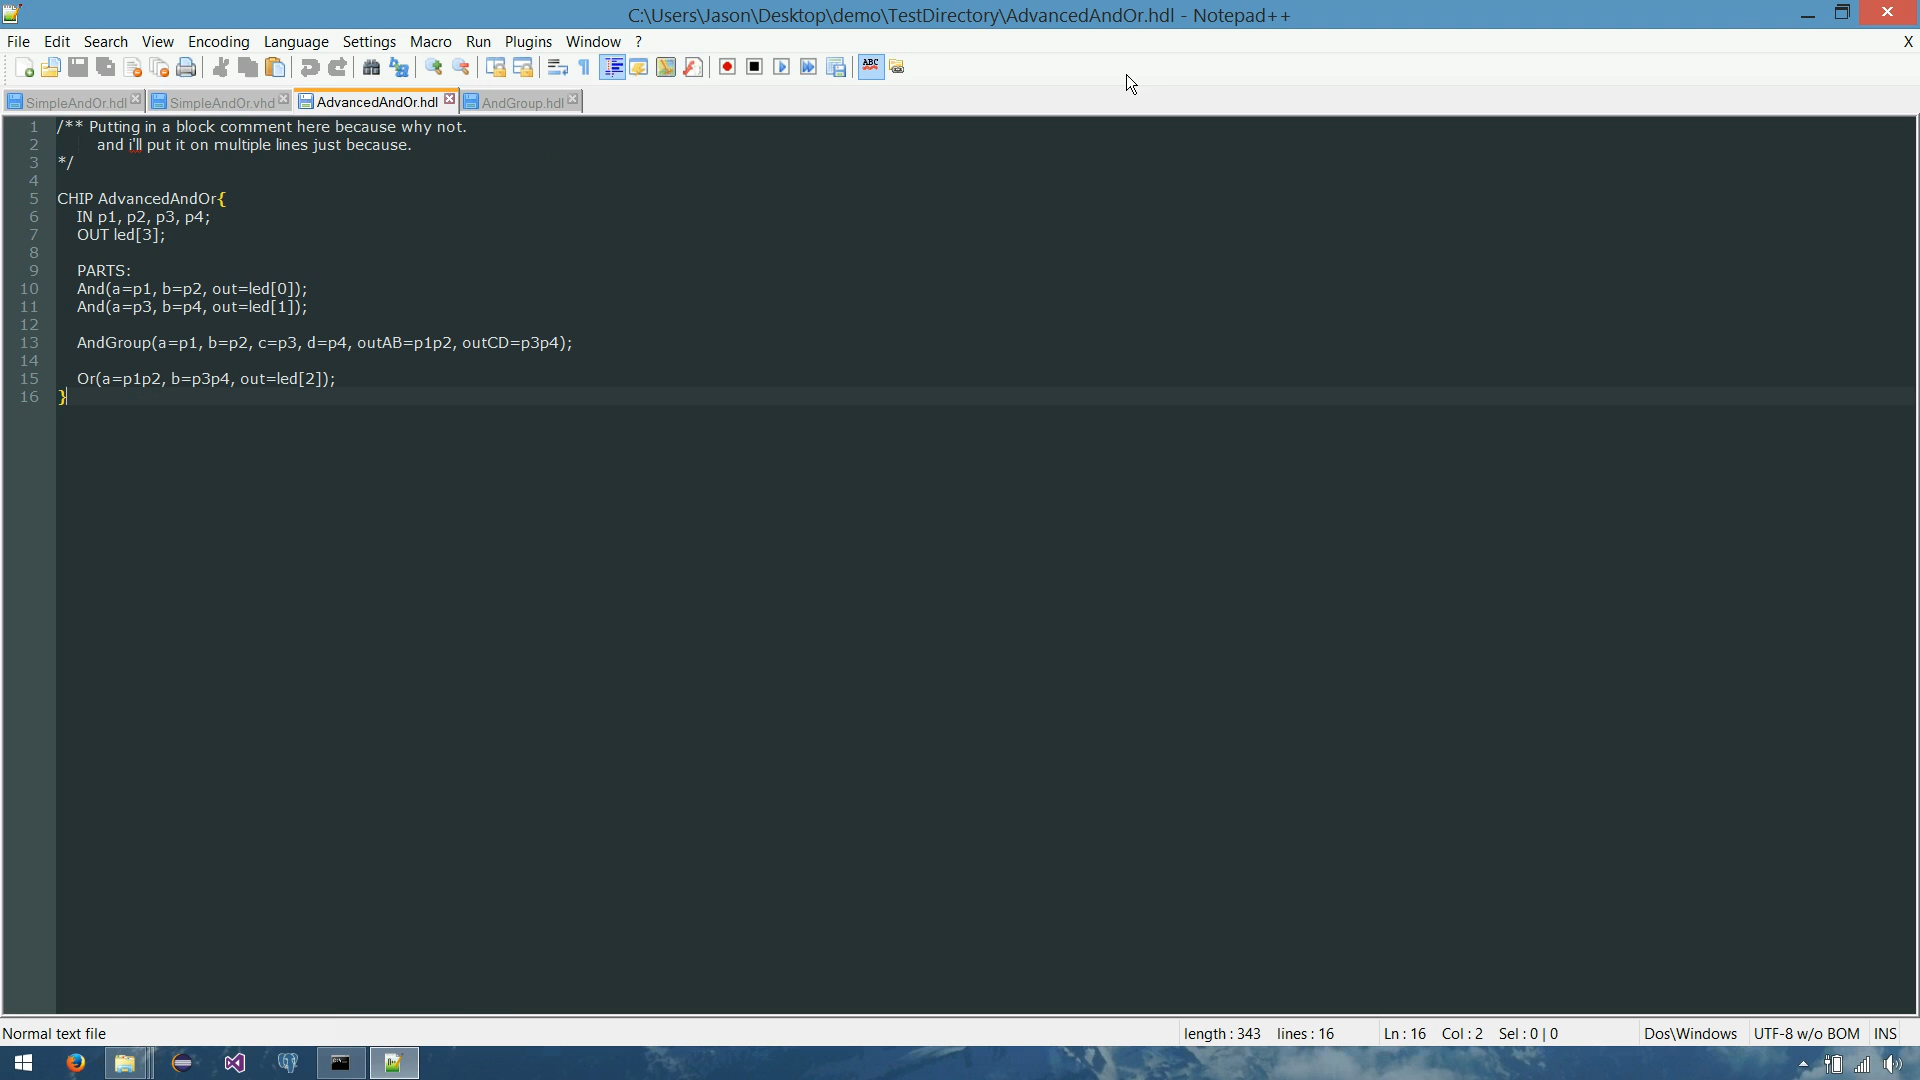 C:\Users\Jason\Desktop\demo\TestDirectory\AdvancedAndOr.hdl - Notepad++
File Edit Search View Encoding Language Settings Macro Run Plugins Window ? X
ABC
SimpleAndOr.hdl SimpleAndOr.vhd AdvancedAndOr.hdl AndGroup.hdl
1 /** Putting in a block comment here because why not.
2 and i'll put it on multiple lines just because.
3 */
4
5 CHIP AdvancedAndOr{
6 IN p1, p2, p3, p4;
7 OUT led[3];
8
9 PARTS:
10 And(a=p1, b=p2, out=led[0]);
11 And(a=p3, b=p4, out=led[1]);
12
13 AndGroup(a=p1, b=p2, c=p3, d=p4, outAB=p1p2, outCD=p3p4);
14
15 Or(a=p1p2, b=p3p4, out=led[2]);
16 }
Normal text file length : 343 lines : 16 Ln : 16 Col : 2 Sel : 0 | 0 Dos\Windows UTF-8 w/o BOM INS